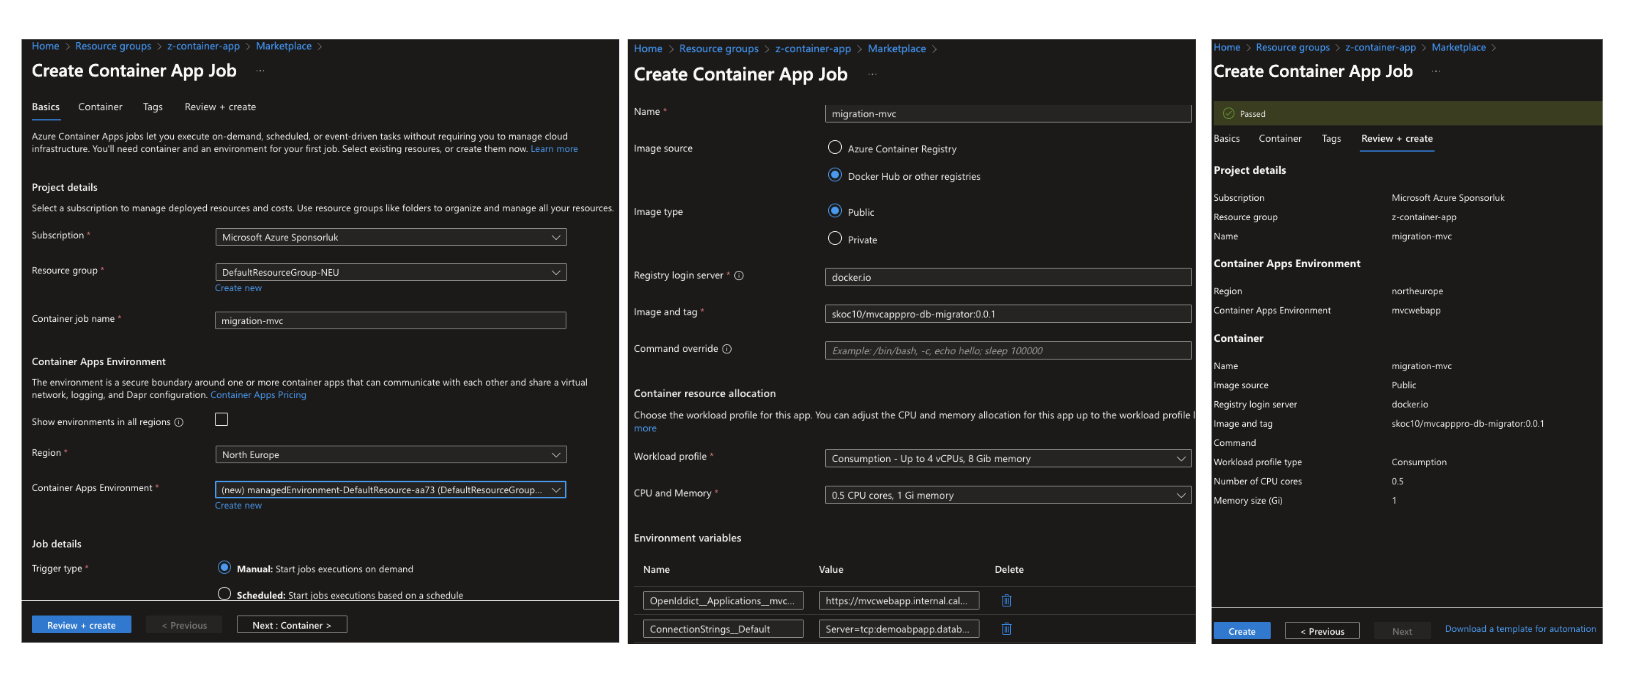 Home > Resource groups > z-container-app > Marketplace >
Create Container App Job ...
Basics Container Tags Review + create
Azure Container Apps jobs let you execute on-demand, scheduled, or event-driven tasks without requiring you to manage cloud
infrastructure. You'll need container and an environment for your first job. Select existing resoures, or create them now. Learn more
Project details
Select a subscription to manage deployed resources and costs. Use resource groups like folders to organize and manage all your resources.
Subscription * Microsoft Azure Sponsorluk
Resource group * DefaultResourceGroup-NEU
Create new
Container job name * migration-mvc
Container Apps Environment
The environment is a secure boundary around one or more container apps that can communicate with each other and share a virtual
network, logging, and Dapr configuration. Container Apps Pricing
Show environments in all regions
Region * North Europe
Container Apps Environment * (new) managedEnvironment-DefaultResource-aa73 (DefaultResourceGroup...
Create new
Job details
Trigger type * Manual: Start jobs executions on demand
Scheduled: Start jobs executions based on a schedule
Review + create < Previous Next : Container >
Home > Resource groups > z-container-app > Marketplace >
Create Container App Job ...
Name * migration-mvc
Image source Azure Container Registry
Docker Hub or other registries
Image type Public
Private
Registry login server * docker.io
Image and tag * skoc10/mvcapppro-db-migrator:0.0.1
Command override Example: /bin/bash, -c, echo hello; sleep 100000
Container resource allocation
Choose the workload profile for this app. You can adjust the CPU and memory allocation for this app up to the workload profile l
more
Workload profile * Consumption - Up to 4 vCPUs, 8 Gib memory
CPU and Memory * 0.5 CPU cores, 1 Gi memory
Environment variables
Name Value Delete
OpenIddict__Applications__mvc... https://mvcwebapp.internal.cal...
ConnectionStrings__Default Server=tcp:demoabpapp.datab...
Home > Resource groups > z-container-app > Marketplace >
Create Container App Job ...
Passed
Basics Container Tags Review + create
Project details
Subscription Microsoft Azure Sponsorluk
Resource group z-container-app
Name migration-mvc
Container Apps Environment
Region northeurope
Container Apps Environment mvcwebapp
Container
Name migration-mvc
Image source Public
Registry login server docker.io
Image and tag skoc10/mvcapppro-db-migrator:0.0.1
Command
Workload profile type Consumption
Number of CPU cores 0.5
Memory size (Gi) 1
Create < Previous Next Download a template for automation